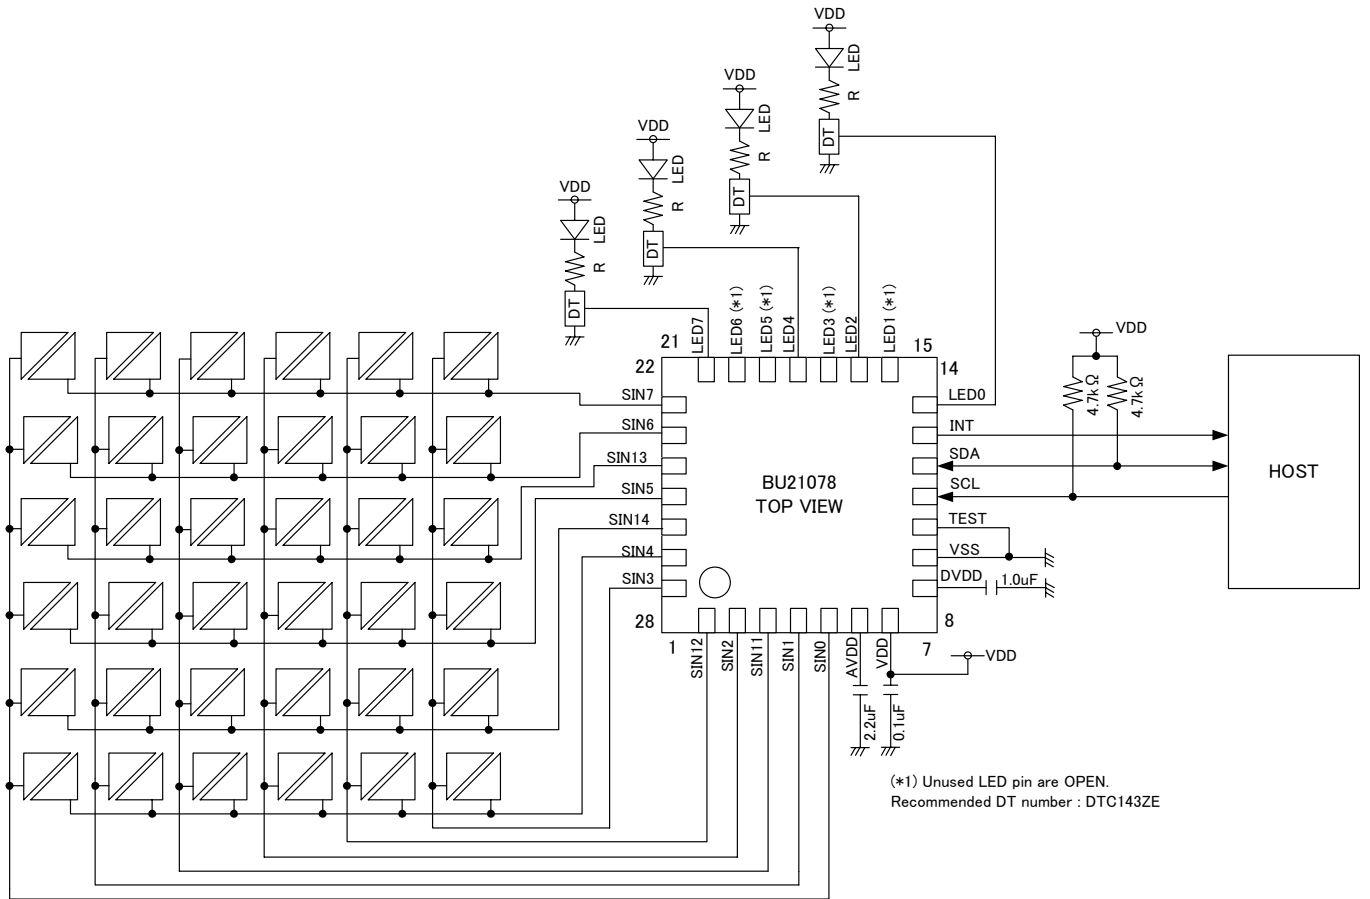 VDD
LED
R
DT
VDD
LED
R
DT
VDD
LED
R
DT
VDD
LED
R
DT
LED7
LED6 (*1)
LED5 (*1)
LED4
LED3 (*1)
LED2
LED1 (*1)
21
15
22
14
SIN7
SIN6
SIN13
SIN5
SIN14
SIN4
SIN3
BU21078
TOP VIEW
LED0
INT
SDA
SCL
TEST
VSS
DVDD
1.0uF
VDD
4.7kΩ
4.7kΩ
HOST
28
8
1
7
SIN12
SIN2
SIN11
SIN1
SIN0
AVDD
VDD
VDD
2.2uF
0.1uF
(*1) Unused LED pin are OPEN.
Recommended DT number : DTC143ZE